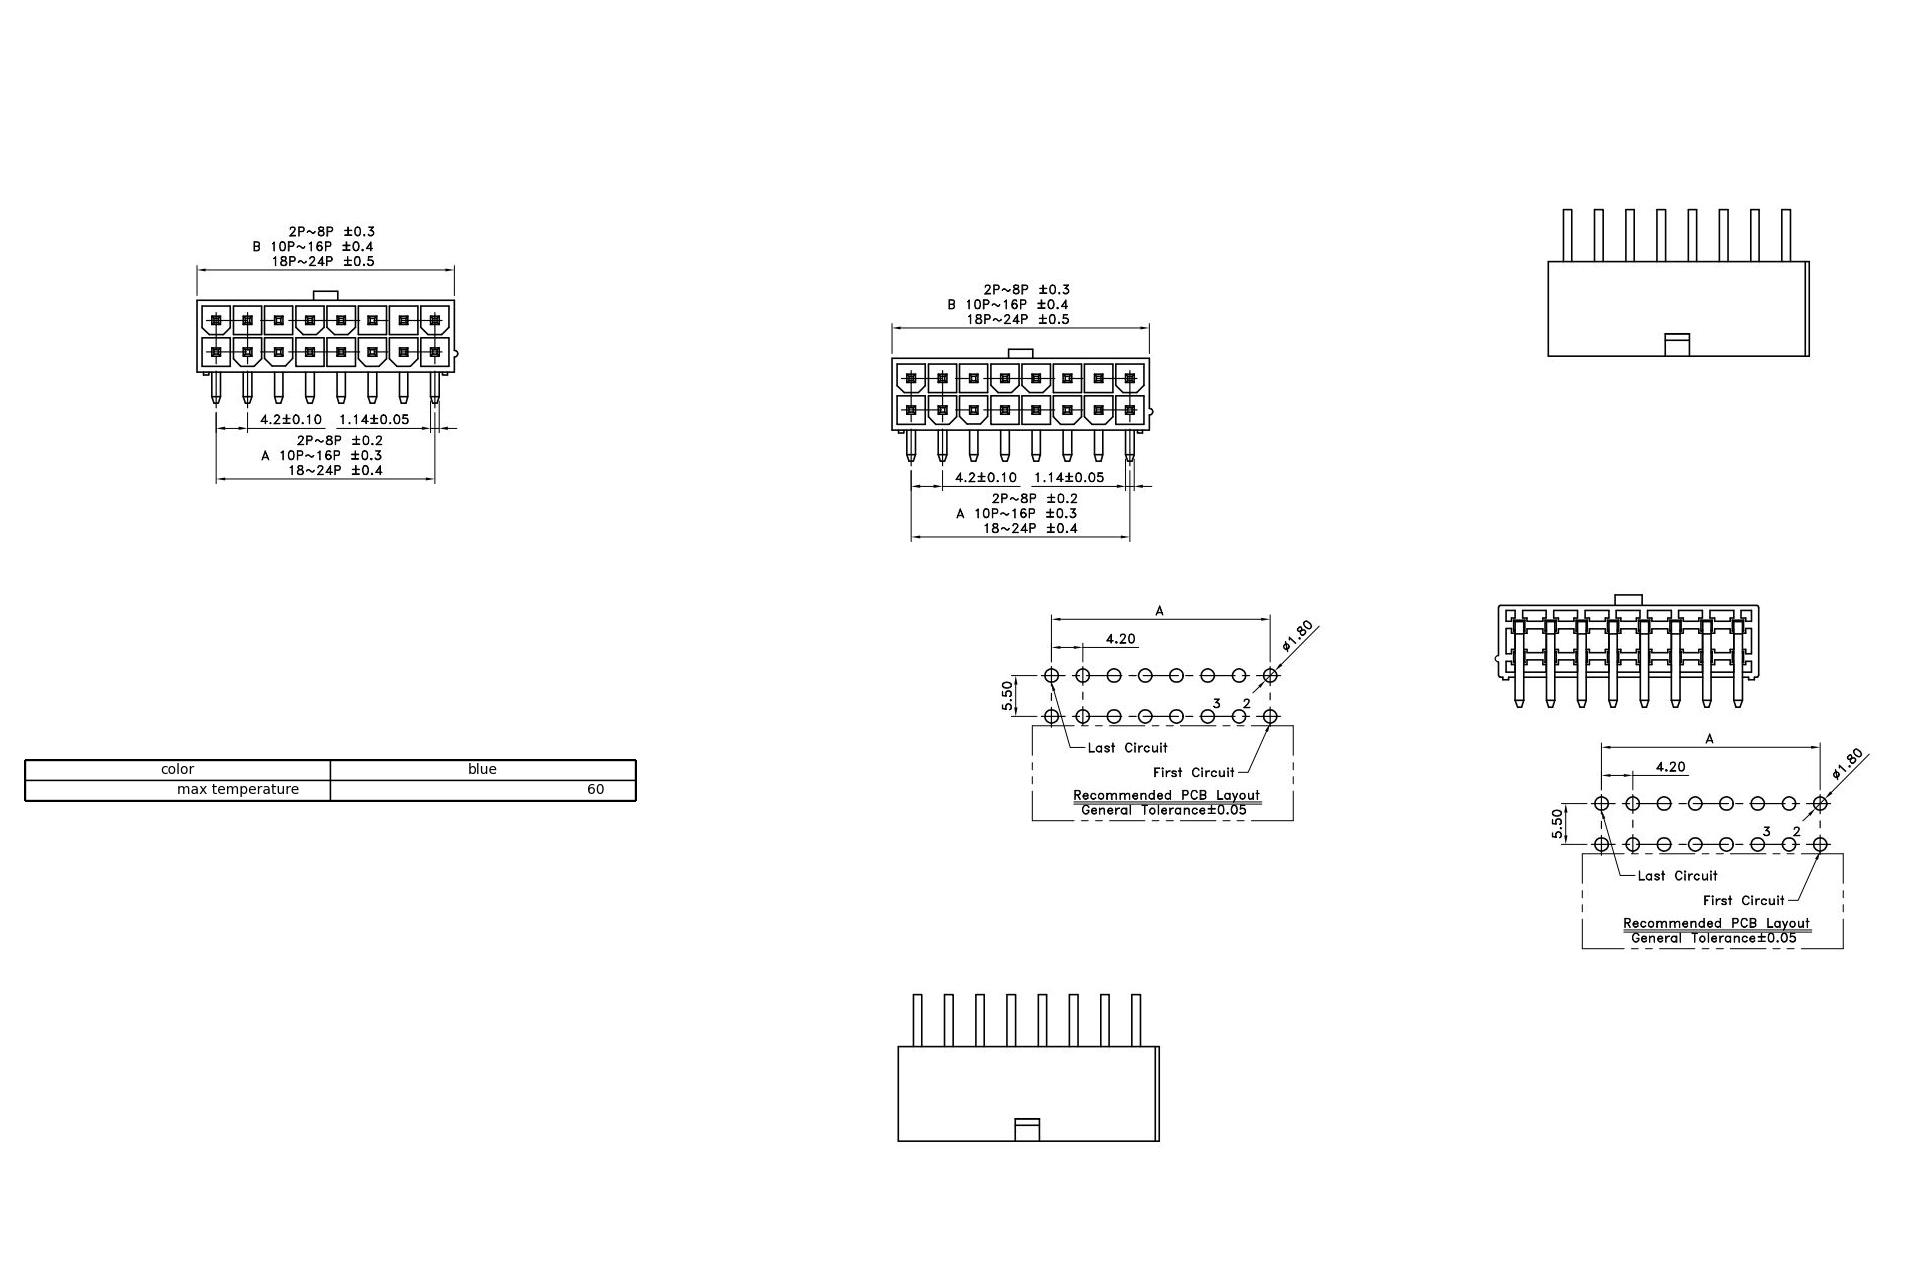 2P~8P ±0.3
B 10P~16P ±0.4
18P~24P ±0.5
4.2±0.10 1.14±0.05
2P~8P ±0.2
A 10P~16P ±0.3
18~24P ±0.4
2P~8P ±0.3
B 10P~16P ±0.4
18P~24P ±0.5
4.2±0.10 1.14±0.05
2P~8P ±0.2
A 10P~16P ±0.3
18~24P ±0.4
A
4.20
ø1.80
5.50
3 2
Last Circuit
First Circuit
Recommended PCB Layout
General Tolerance±0.05
color blue
max temperature 60
A
4.20
ø1.80
5.50
3 2
Last Circuit
First Circuit
Recommended PCB Layout
General Tolerance±0.05